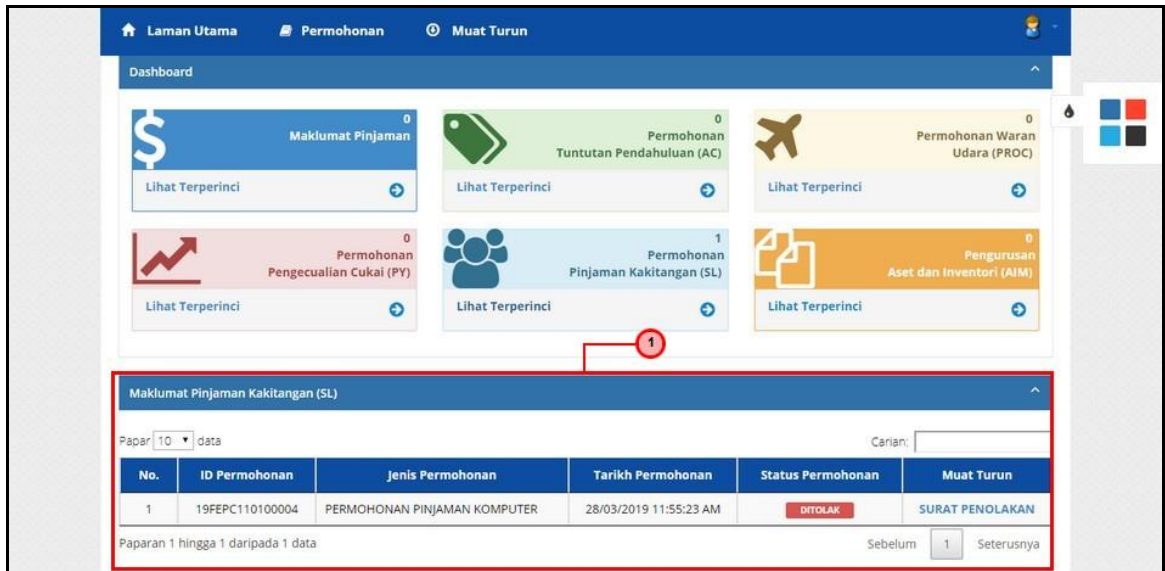 Laman Utama Permohonan Muat Turun
Dashboard
0
Maklumat Pinjaman
Lihat Terperinci
0
Permohonan
Tuntutan Pendahuluan (AC)
Lihat Terperinci
0
Permohonan Waran
Udara (PROC)
Lihat Terperinci
0
Permohonan
Pengecualian Cukai (PY)
Lihat Terperinci
1
Permohonan
Pinjaman Kakitangan (SL)
Lihat Terperinci
0
Pengurusan
Aset dan Inventori (AIM)
Lihat Terperinci
1
Maklumat Pinjaman Kakitangan (SL)
Papar 10 data Carian:
No. ID Permohonan Jenis Permohonan Tarikh Permohonan Status Permohonan Muat Turun
1 19FEPC110100004 PERMOHONAN PINJAMAN KOMPUTER 28/03/2019 11:55:23 AM DITOLAK SURAT PENOLAKAN
Paparan 1 hingga 1 daripada 1 data Sebelum 1 Seterusnya